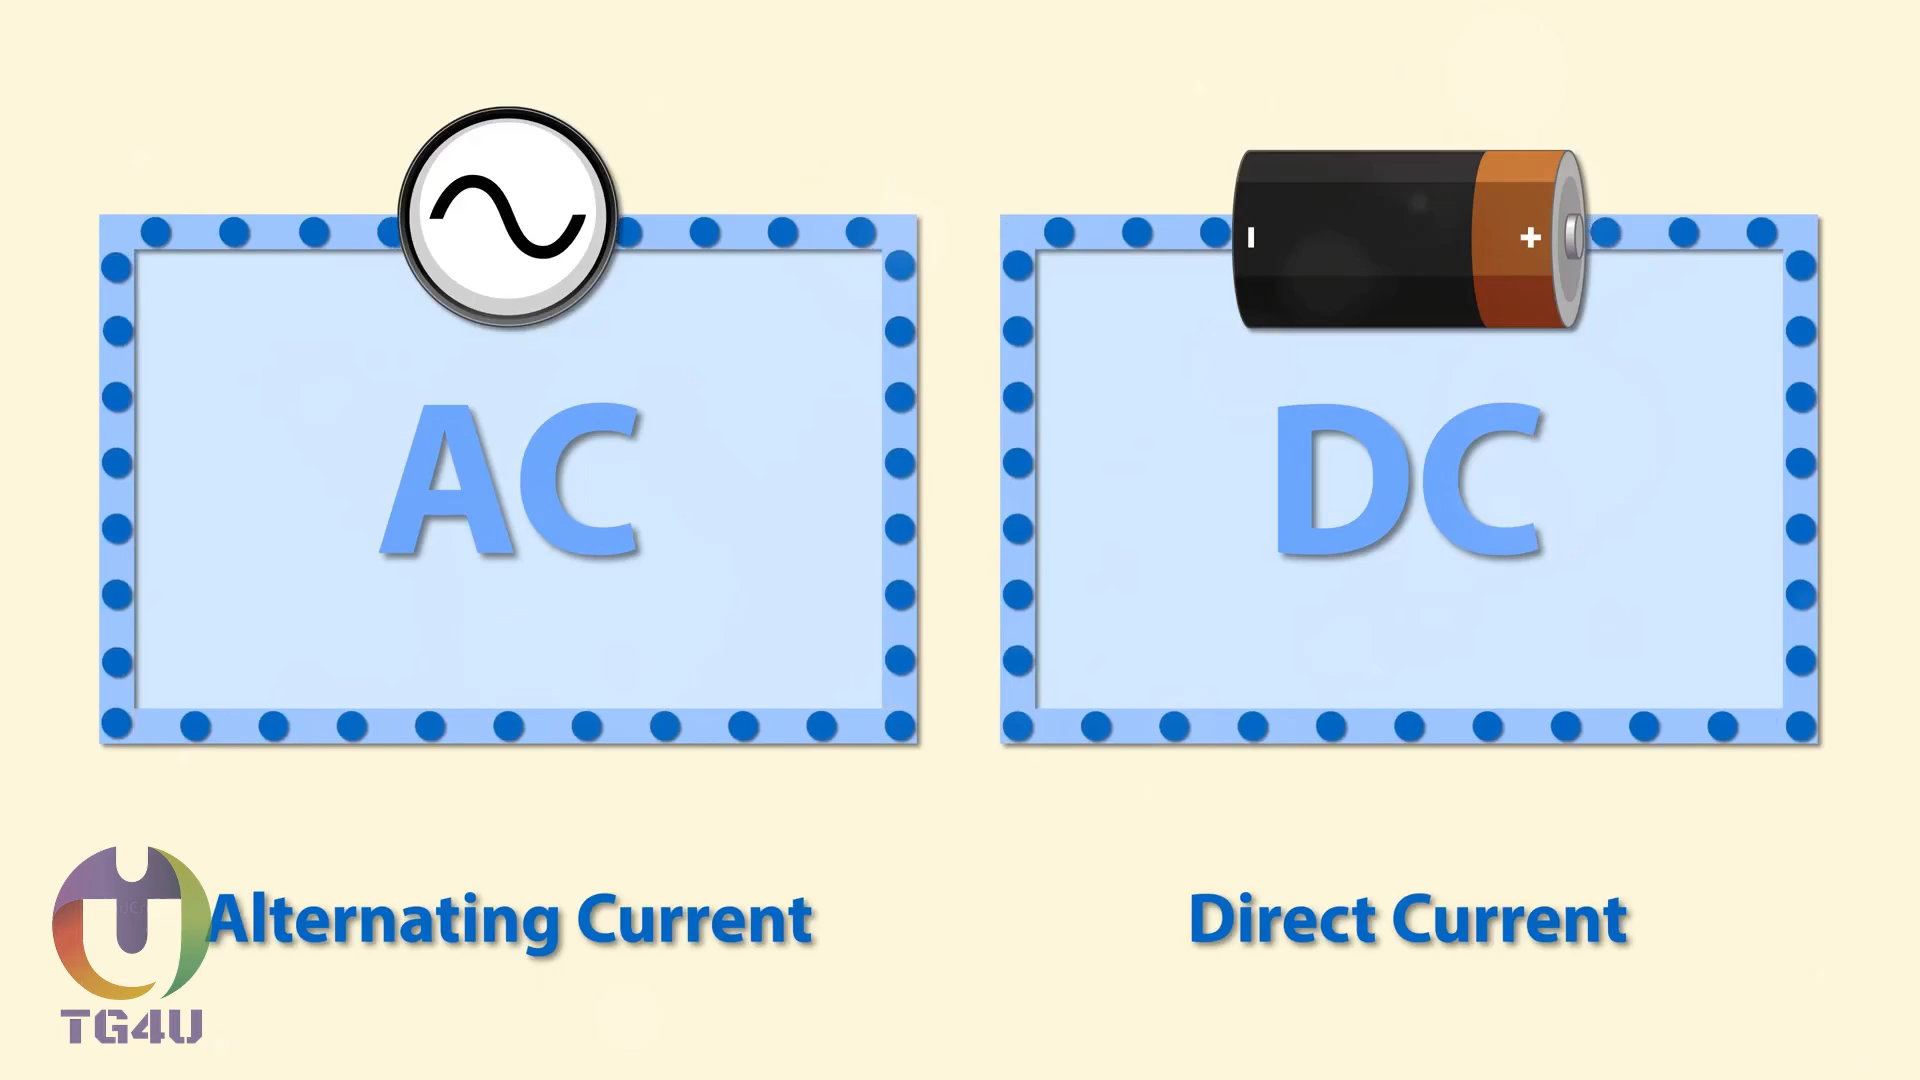 AC
DC
Alternating Current
Direct Current
TG4U